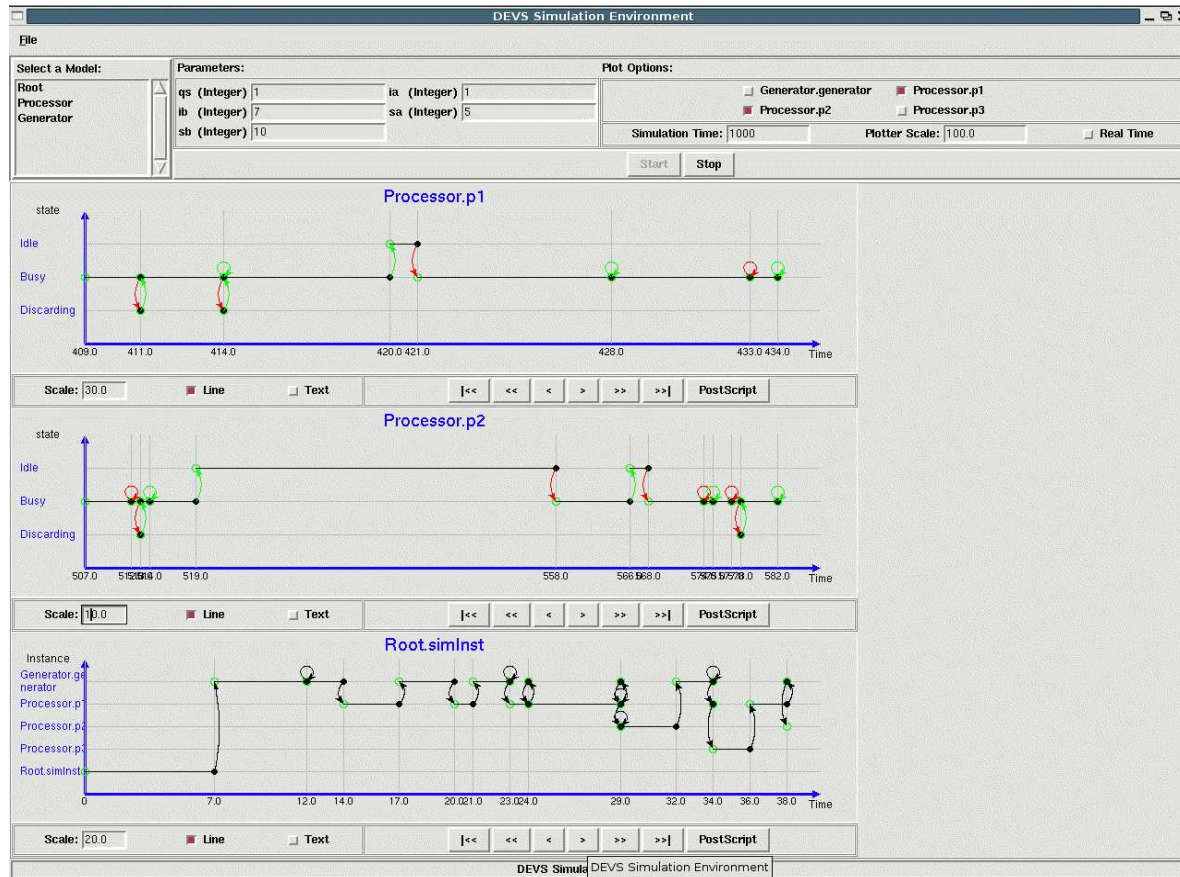 DEVS Simulation Environment
File
Select a Model:
Root
Processor
Generator
Parameters:
qs (Integer) 1
ia (Integer) 1
ib (Integer) 7
sa (Integer) 5
sb (Integer) 10
Plot Options:
Generator.generator
Processor.p1
Processor.p2
Processor.p3
Simulation Time: 1000
Plotter Scale: 100.0
Real Time
Start
Stop
Processor.p1
state
Idle
Busy
Discarding
409.0 411.0 414.0 420.0 421.0 428.0 433.0 434.0 Time
Scale: 30.0
Line
Text
|<< << < > >> >>| PostScript
Processor.p2
state
Idle
Busy
Discarding
507.0 519.0 558.0 582.0 Time
Scale: 10.0
Line
Text
|<< << < > >> >>| PostScript
Root.simInst
Instance
Generator.ge
nerator
Processor.p1
Processor.p2
Processor.p3
Root.simInst
0 7.0 12.0 14.0 17.0 20.0 21.0 23.0 24.0 29.0 32.0 34.0 36.0 38.0 Time
Scale: 20.0
Line
Text
|<< << < > >> >>| PostScript
DEVS Simula
DEVS Simulation Environment